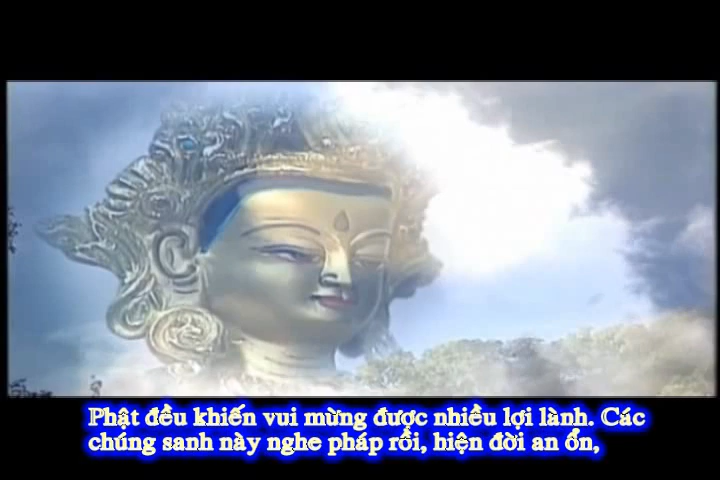 Phật đều khiến vui mừng được nhiều lợi lành. Các
chúng sanh này nghe pháp rồi, hiện đời an ổn,